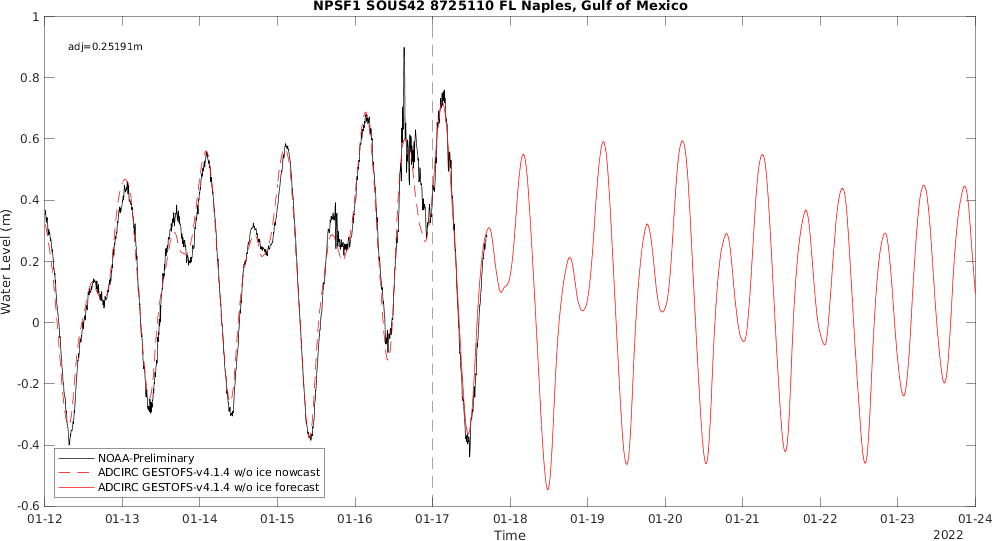 NPSF1 SOUS42 8725110 FL Naples, Gulf of Mexico
adj=0.25191m
Water Level (m)
1
0.8
0.6
0.4
0.2
0
-0.2
-0.4
-0.6
NOAA-Preliminary
ADCIRC GESTOFS-v4.1.4 w/o ice nowcast
ADCIRC GESTOFS-v4.1.4 w/o ice forecast
01-12 01-13 01-14 01-15 01-16 01-17 01-18 01-19 01-20 01-21 01-22 01-23 01-24
Time
2022